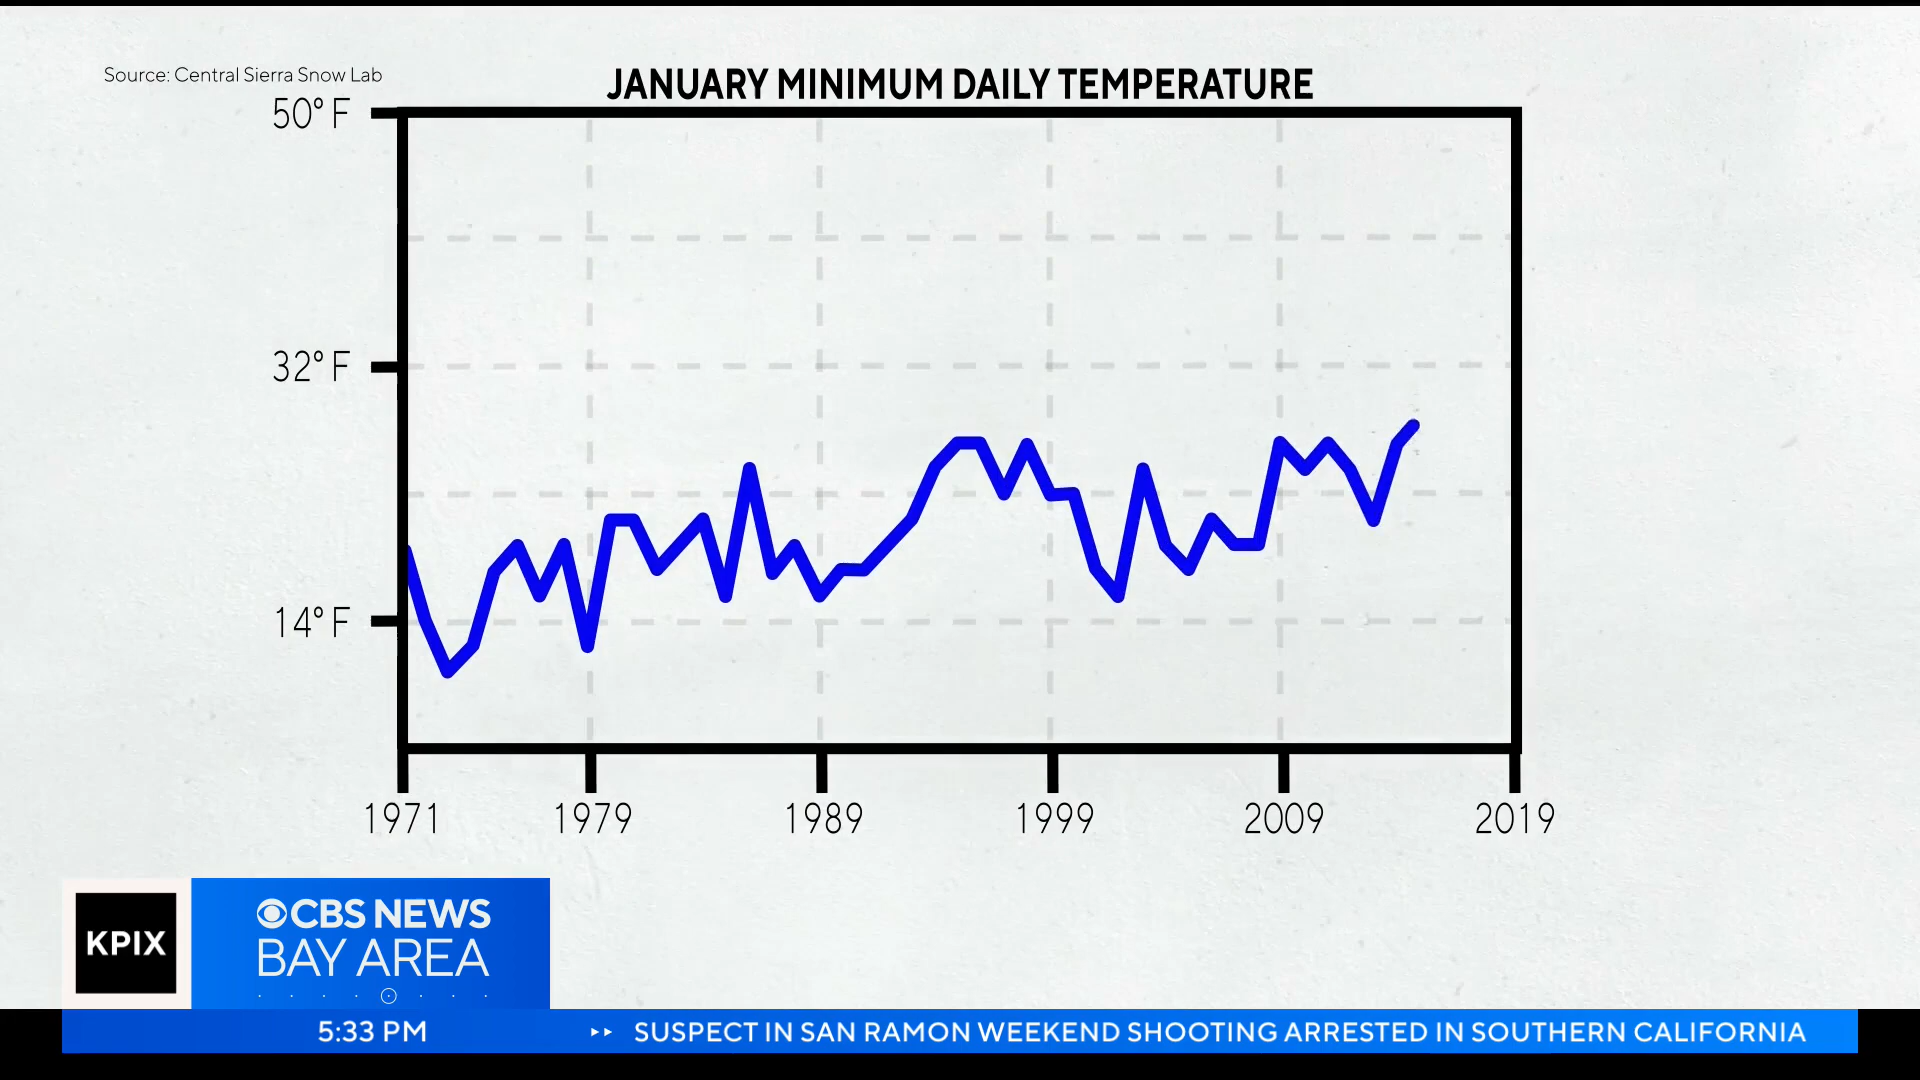 Source: Central Sierra Snow Lab
JANUARY MINIMUM DAILY TEMPERATURE
50° F
32° F
14° F
1971 1979 1989 1999 2009 2019
KPIX
CBS NEWS
BAY AREA
5:33 PM
SUSPECT IN SAN RAMON WEEKEND SHOOTING ARRESTED IN SOUTHERN CALIFORNIA